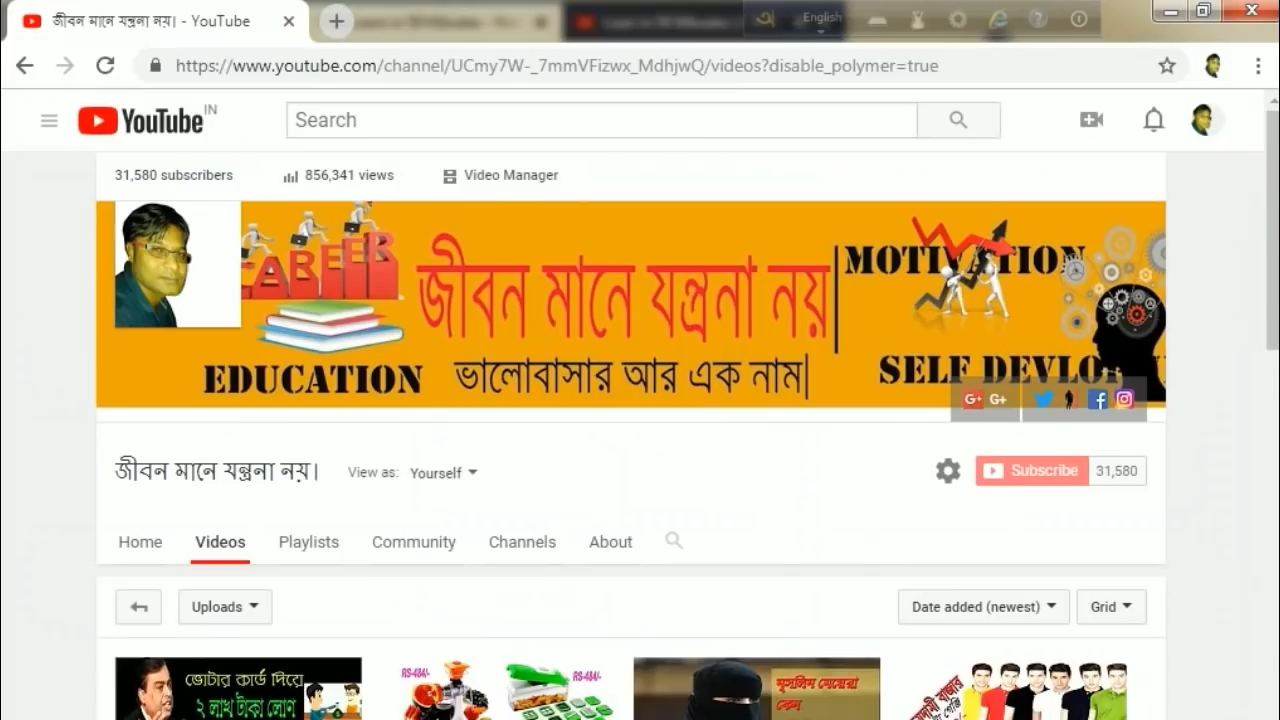 জীবন মানে যন্ত্রনা নয়। - YouTube
English
https://www.youtube.com/channel/UCmy7W-_7mmVFizwx_MdhjwQ/videos?disable_polymer=true
YouTube IN
Search
31,580 subscribers
856,341 views
Video Manager
CAREER
জীবন মানে যন্ত্রনা নয়|
MOTIVATION
EDUCATION
ভালোবাসার আর এক নাম|
SELF DEVLO
G+ G+
জীবন মানে যন্ত্রনা নয়।
View as: Yourself
Subscribe 31,580
Home Videos Playlists Community Channels About
Uploads
Date added (newest)
Grid
ভোটার কার্ড দিয়ে
২ লাখ টাকা লোন
RS-484/-
RS-484/-
মুসলিম মেয়েরা
কেন